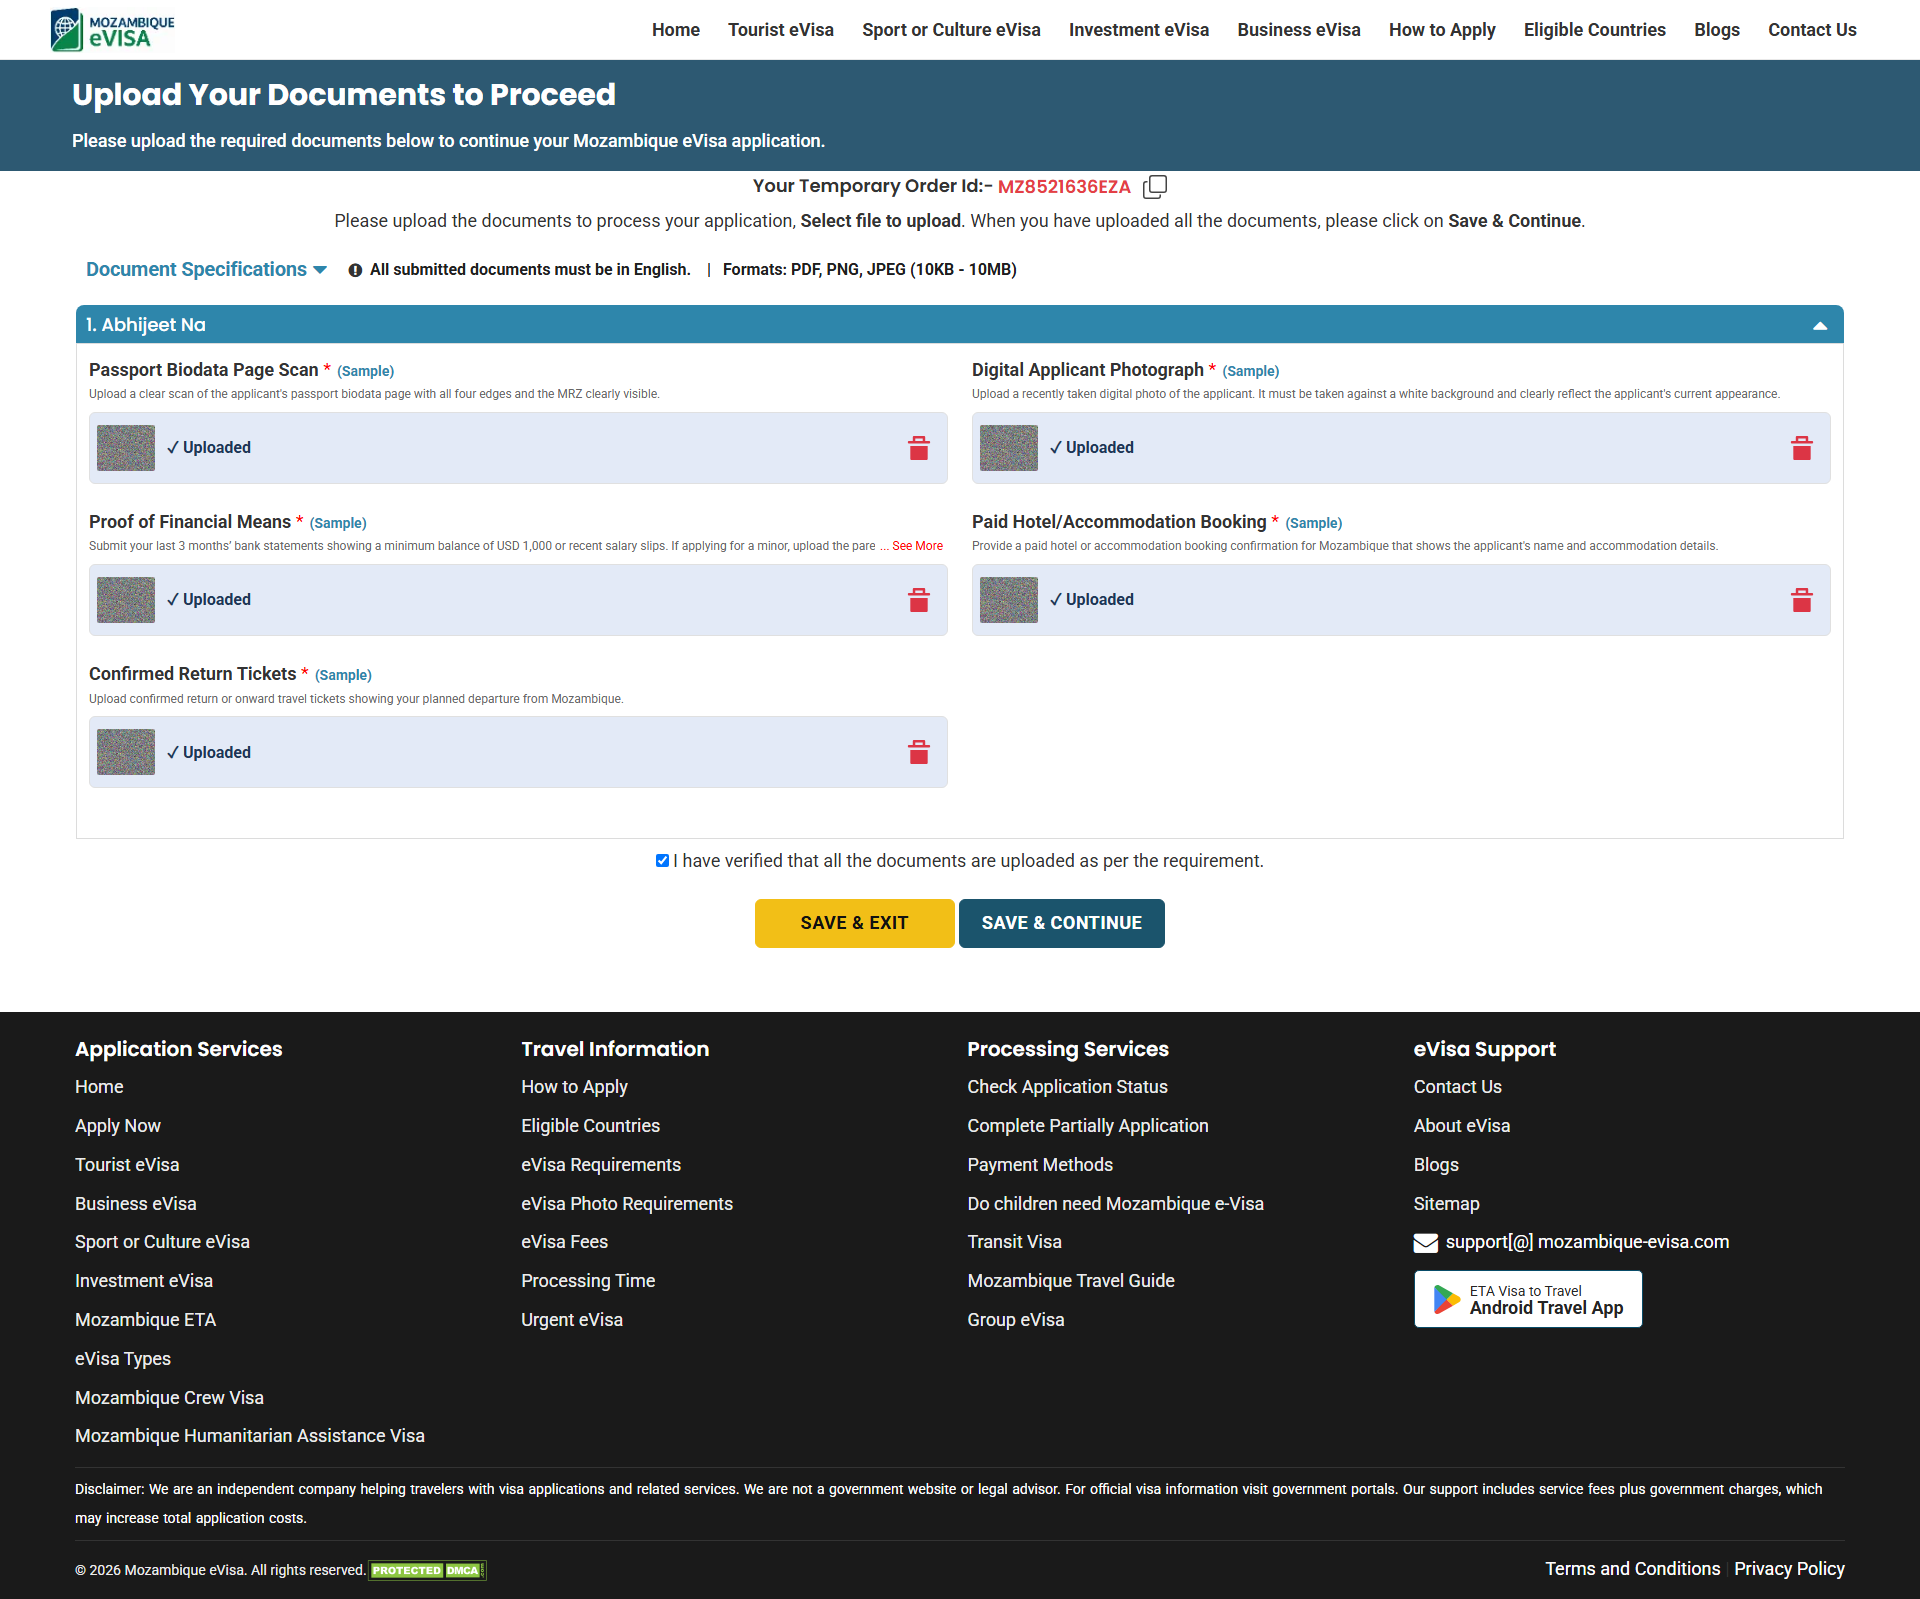 MOZAMBIQUE
eVISA
Home
Tourist eVisa
Sport or Culture eVisa
Investment eVisa
Business eVisa
How to Apply
Eligible Countries
Blogs
Contact Us
Upload Your Documents to Proceed
Please upload the required documents below to continue your Mozambique eVisa application.
Your Temporary Order Id:- MZ8521636EZA
Please upload the documents to process your application, Select file to upload. When you have uploaded all the documents, please click on Save & Continue.
Document Specifications
All submitted documents must be in English. | Formats: PDF, PNG, JPEG (10KB - 10MB)
1. Abhijeet Na
Passport Biodata Page Scan * (Sample)
Upload a clear scan of the applicant's passport biodata page with all four edges and the MRZ clearly visible.
✓ Uploaded
Digital Applicant Photograph * (Sample)
Upload a recently taken digital photo of the applicant. It must be taken against a white background and clearly reflect the applicant's current appearance.
✓ Uploaded
Proof of Financial Means * (Sample)
Submit your last 3 months’ bank statements showing a minimum balance of USD 1,000 or recent salary slips. If applying for a minor, upload the pare ... See More
✓ Uploaded
Paid Hotel/Accommodation Booking * (Sample)
Provide a paid hotel or accommodation booking confirmation for Mozambique that shows the applicant's name and accommodation details.
✓ Uploaded
Confirmed Return Tickets * (Sample)
Upload confirmed return or onward travel tickets showing your planned departure from Mozambique.
✓ Uploaded
I have verified that all the documents are uploaded as per the requirement.
SAVE & EXIT
SAVE & CONTINUE
Application Services
Home
Apply Now
Tourist eVisa
Business eVisa
Sport or Culture eVisa
Investment eVisa
Mozambique ETA
eVisa Types
Mozambique Crew Visa
Mozambique Humanitarian Assistance Visa
Travel Information
How to Apply
Eligible Countries
eVisa Requirements
eVisa Photo Requirements
eVisa Fees
Processing Time
Urgent eVisa
Processing Services
Check Application Status
Complete Partially Application
Payment Methods
Do children need Mozambique e-Visa
Transit Visa
Mozambique Travel Guide
Group eVisa
eVisa Support
Contact Us
About eVisa
Blogs
Sitemap
support[@] mozambique-evisa.com
ETA Visa to Travel
Android Travel App
Disclaimer: We are an independent company helping travelers with visa applications and related services. We are not a government website or legal advisor. For official visa information visit government portals. Our support includes service fees plus government charges, which
may increase total application costs.
© 2026 Mozambique eVisa. All rights reserved.
PROTECTED DMCA
Terms and Conditions | Privacy Policy